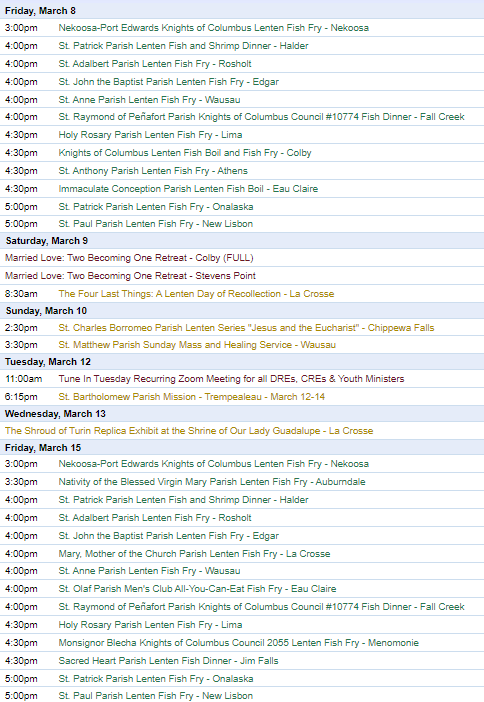 Friday, March 8
3:00pm Nekoosa-Port Edwards Knights of Columbus Lenten Fish Fry - Nekoosa
4:00pm St. Patrick Parish Lenten Fish and Shrimp Dinner - Halder
4:00pm St. Adalbert Parish Lenten Fish Fry - Rosholt
4:00pm St. John the Baptist Parish Lenten Fish Fry - Edgar
4:00pm St. Anne Parish Lenten Fish Fry - Wausau
4:00pm St. Raymond of Peñafort Parish Knights of Columbus Council #10774 Fish Dinner - Fall Creek
4:30pm Holy Rosary Parish Lenten Fish Fry - Lima
4:30pm Knights of Columbus Lenten Fish Boil and Fish Fry - Colby
4:30pm St. Anthony Parish Lenten Fish Fry - Athens
4:30pm Immaculate Conception Parish Lenten Fish Boil - Eau Claire
5:00pm St. Patrick Parish Lenten Fish Fry - Onalaska
5:00pm St. Paul Parish Lenten Fish Fry - New Lisbon
Saturday, March 9
Married Love: Two Becoming One Retreat - Colby (FULL)
Married Love: Two Becoming One Retreat - Stevens Point
8:30am The Four Last Things: A Lenten Day of Recollection - La Crosse
Sunday, March 10
2:30pm St. Charles Borromeo Parish Lenten Series "Jesus and the Eucharist" - Chippewa Falls
3:30pm St. Matthew Parish Sunday Mass and Healing Service - Wausau
Tuesday, March 12
11:00am Tune In Tuesday Recurring Zoom Meeting for all DREs, CREs & Youth Ministers
6:15pm St. Bartholomew Parish Mission - Trempealeau - March 12-14
Wednesday, March 13
The Shroud of Turin Replica Exhibit at the Shrine of Our Lady Guadalupe - La Crosse
Friday, March 15
3:00pm Nekoosa-Port Edwards Knights of Columbus Lenten Fish Fry - Nekoosa
3:30pm Nativity of the Blessed Virgin Mary Parish Lenten Fish Fry - Auburndale
4:00pm St. Patrick Parish Lenten Fish and Shrimp Dinner - Halder
4:00pm St. Adalbert Parish Lenten Fish Fry - Rosholt
4:00pm St. John the Baptist Parish Lenten Fish Fry - Edgar
4:00pm Mary, Mother of the Church Parish Lenten Fish Fry - La Crosse
4:00pm St. Anne Parish Lenten Fish Fry - Wausau
4:00pm St. Olaf Parish Men's Club All-You-Can-Eat Fish Fry - Eau Claire
4:00pm St. Raymond of Peñafort Parish Knights of Columbus Council #10774 Fish Dinner - Fall Creek
4:30pm Holy Rosary Parish Lenten Fish Fry - Lima
4:30pm Monsignor Blecha Knights of Columbus Council 2055 Lenten Fish Fry - Menomonie
4:30pm Sacred Heart Parish Lenten Fish Dinner - Jim Falls
5:00pm St. Patrick Parish Lenten Fish Fry - Onalaska
5:00pm St. Paul Parish Lenten Fish Fry - New Lisbon